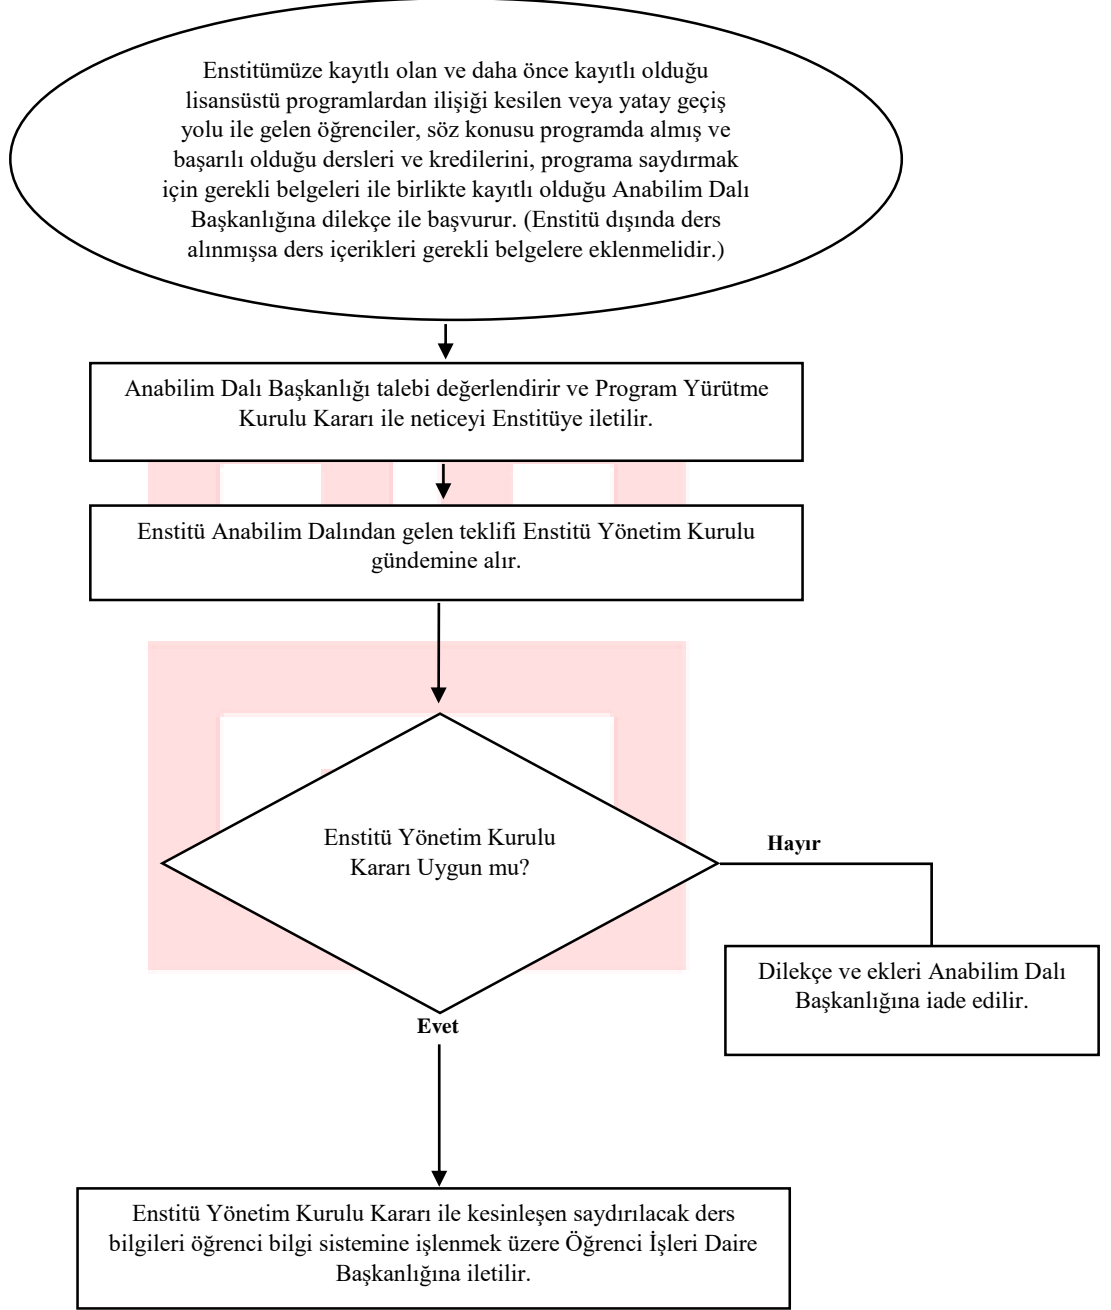 Enstitümüze kayıtlı olan ve daha önce kayıtlı olduğu
lisansüstü programlardan ilişiği kesilen veya yatay geçiş
yolu ile gelen öğrenciler, söz konusu programda almış ve
başarılı olduğu dersleri ve kredilerini, programa saydırmak
için gerekli belgeleri ile birlikte kayıtlı olduğu Anabilim Dalı
Başkanlığına dilekçe ile başvurur. (Enstitü dışında ders
alınmışsa ders içerikleri gerekli belgelere eklenmelidir.)
Anabilim Dalı Başkanlığı talebi değerlendirir ve Program Yürütme
Kurulu Kararı ile neticeyi Enstitüye iletilir.
Enstitü Anabilim Dalından gelen teklifi Enstitü Yönetim Kurulu
gündemine alır.
Enstitü Yönetim Kurulu
Kararı Uygun mu?
Hayır
Dilekçe ve ekleri Anabilim Dalı
Başkanlığına iade edilir.
Evet
Enstitü Yönetim Kurulu Kararı ile kesinleşen saydırılacak ders
bilgileri öğrenci bilgi sistemine işlenmek üzere Öğrenci İşleri Daire
Başkanlığına iletilir.